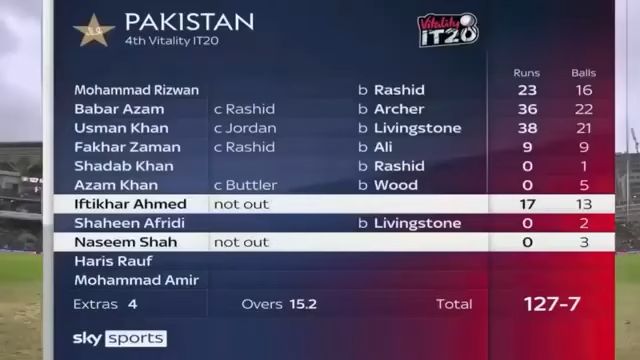 PAKISTAN
4th Vitality IT20
Vitality IT20
Runs Balls
Mohammad Rizwan b Rashid 23 16
Babar Azam c Rashid b Archer 36 22
Usman Khan c Jordan b Livingstone 38 21
Fakhar Zaman c Rashid b Ali 9 9
Shadab Khan b Rashid 0 1
Azam Khan c Buttler b Wood 0 5
Iftikhar Ahmed not out 17 13
Shaheen Afridi b Livingstone 0 2
Naseem Shah not out 0 3
Haris Rauf
Mohammad Amir
Extras 4 Overs 15.2 Total 127-7
sky sports